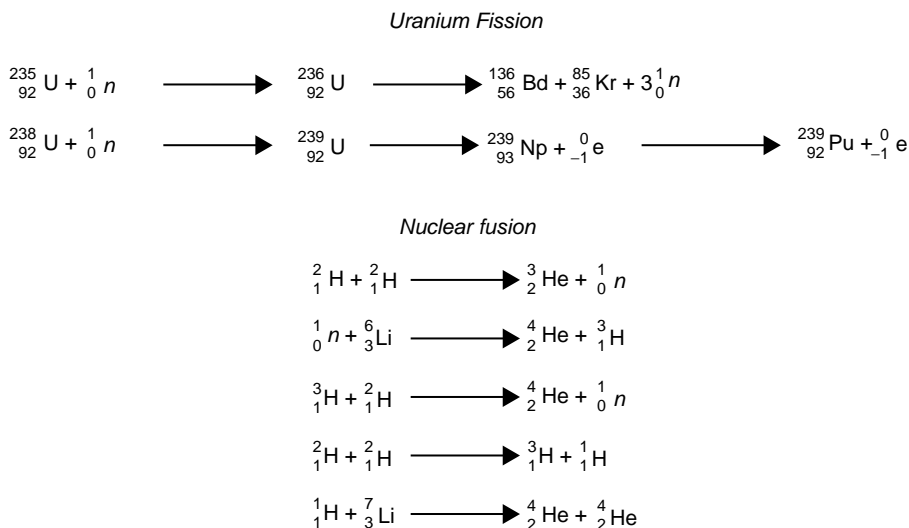 Uranium Fission
²³⁵₉₂U + ¹₀n ⟶ ²³⁶₉₂U ⟶ ¹³⁶₅₆Bd + ⁸⁵₃₆Kr + 3¹₀n
²³⁸₉₂U + ¹₀n ⟶ ²³⁹₉₂U ⟶ ²³⁹₉₃Np + ⁰₋₁e ⟶ ²³⁹₉₂Pu + ⁰₋₁e
Nuclear fusion
²₁H + ²₁H ⟶ ³₂He + ¹₀n
¹₀n + ⁶₃Li ⟶ ⁴₂He + ³₁H
³₁H + ²₁H ⟶ ⁴₂He + ¹₀n
²₁H + ²₁H ⟶ ³₁H + ¹₁H
¹₁H + ⁷₃Li ⟶ ⁴₂He + ⁴₂He